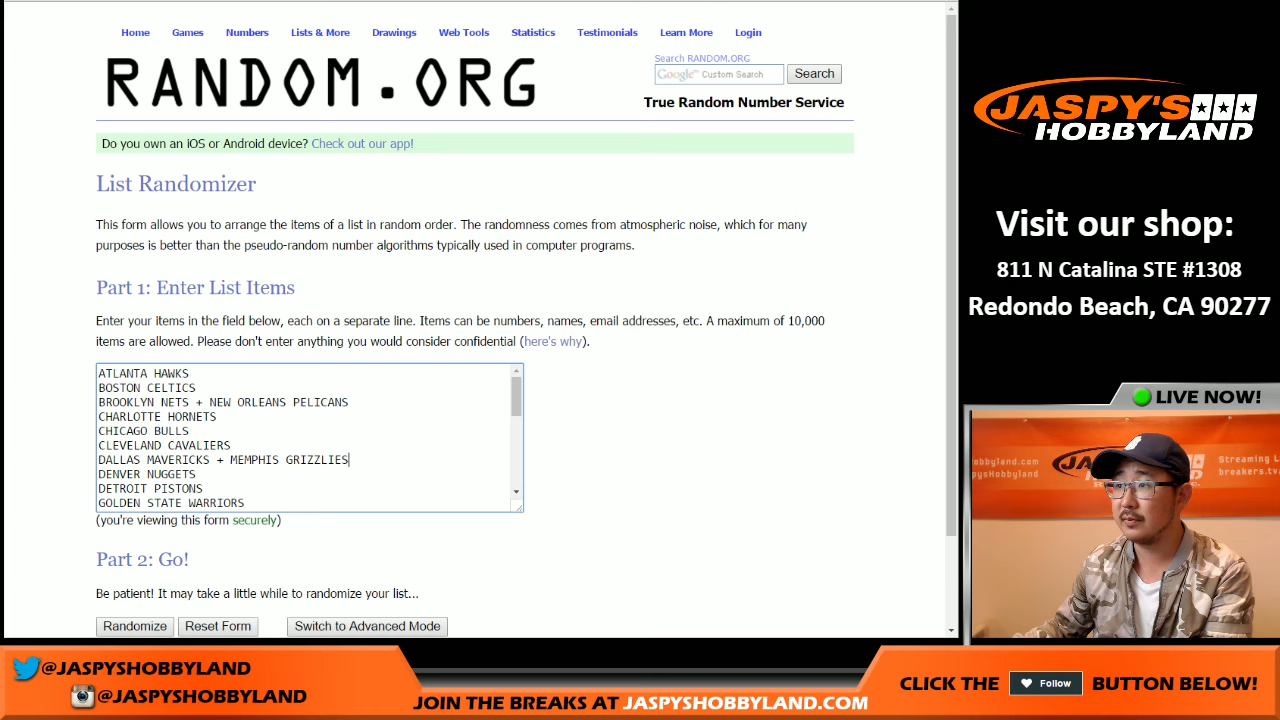 Home Games Numbers Lists & More Drawings Web Tools Statistics Testimonials Learn More Login
RANDOM.ORG
Search RANDOM.ORG
Google™ Custom Search Search
True Random Number Service
Do you own an iOS or Android device? Check out our app!
List Randomizer
This form allows you to arrange the items of a list in random order. The randomness comes from atmospheric noise, which for many
purposes is better than the pseudo-random number algorithms typically used in computer programs.
Part 1: Enter List Items
Enter your items in the field below, each on a separate line. Items can be numbers, names, email addresses, etc. A maximum of 10,000
items are allowed. Please don't enter anything you would consider confidential (here's why).
ATLANTA HAWKS
BOSTON CELTICS
BROOKLYN NETS + NEW ORLEANS PELICANS
CHARLOTTE HORNETS
CHICAGO BULLS
CLEVELAND CAVALIERS
DALLAS MAVERICKS + MEMPHIS GRIZZLIES
DENVER NUGGETS
DETROIT PISTONS
GOLDEN STATE WARRIORS
(you're viewing this form securely)
Part 2: Go!
Be patient! It may take a little while to randomize your list...
Randomize Reset Form Switch to Advanced Mode
JASPY'S
HOBBYLAND
Visit our shop:
811 N Catalina STE #1308
Redondo Beach, CA 90277
LIVE NOW!
@JASPYSHOBBYLAND
@JASPYSHOBBYLAND
JOIN THE BREAKS AT JASPYSHOBBYLAND.COM
CLICK THE Follow BUTTON BELOW!